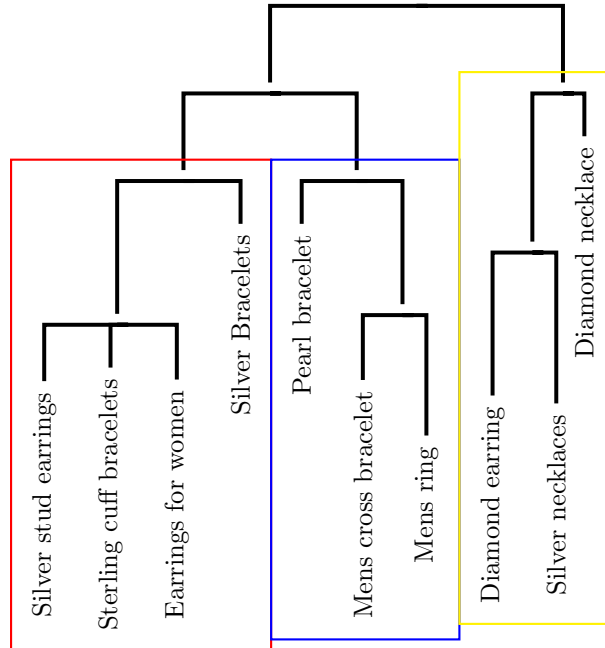 Silver stud earrings
Sterling cuff bracelets
Earrings for women
Silver Bracelets
Pearl bracelet
Mens cross bracelet
Mens ring
Diamond earring
Silver necklaces
Diamond necklace